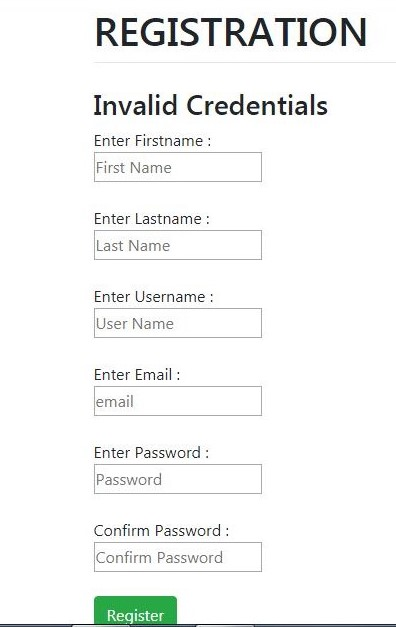 REGISTRATION
Invalid Credentials
Enter Firstname :
First Name
Enter Lastname :
Last Name
Enter Username :
User Name
Enter Email :
email
Enter Password :
Password
Confirm Password :
Confirm Password
Register